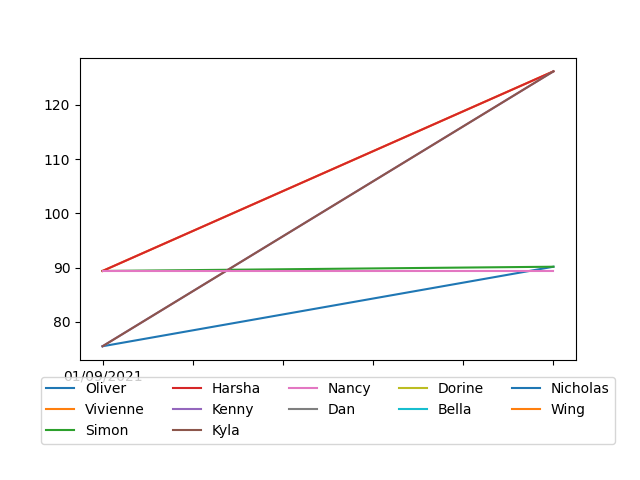 120
110
100
90
80
01/09/2021
Oliver Harsha Nancy Dorine Nicholas
Vivienne Kenny Dan Bella Wing
Simon Kyla